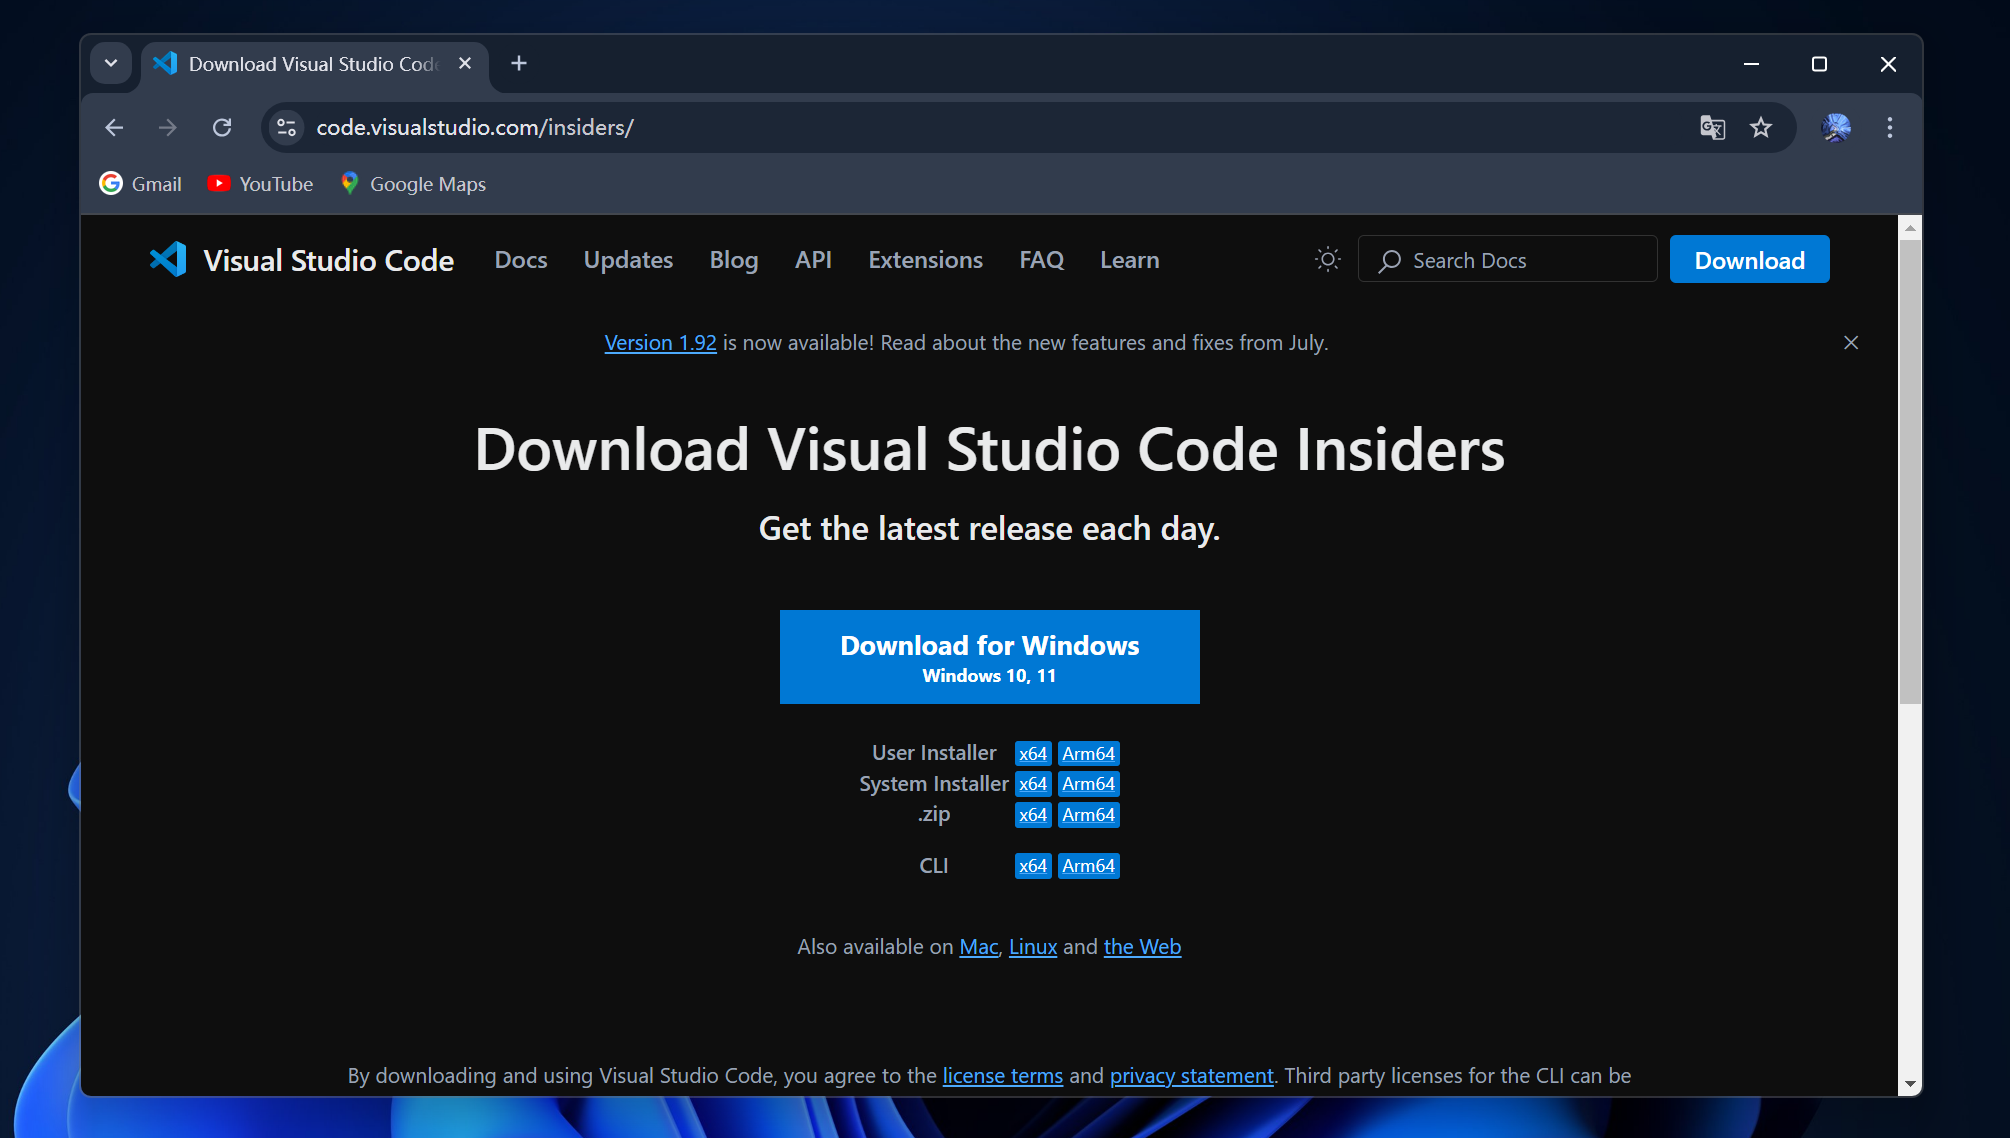 Download Visual Studio Code
code.visualstudio.com/insiders/
Gmail YouTube Google Maps
Visual Studio Code Docs Updates Blog API Extensions FAQ Learn Search Docs Download
Version 1.92 is now available! Read about the new features and fixes from July.
Download Visual Studio Code Insiders
Get the latest release each day.
Download for Windows
Windows 10, 11
User Installer x64 Arm64
System Installer x64 Arm64
.zip x64 Arm64
CLI x64 Arm64
Also available on Mac, Linux and the Web
By downloading and using Visual Studio Code, you agree to the license terms and privacy statement. Third party licenses for the CLI can be